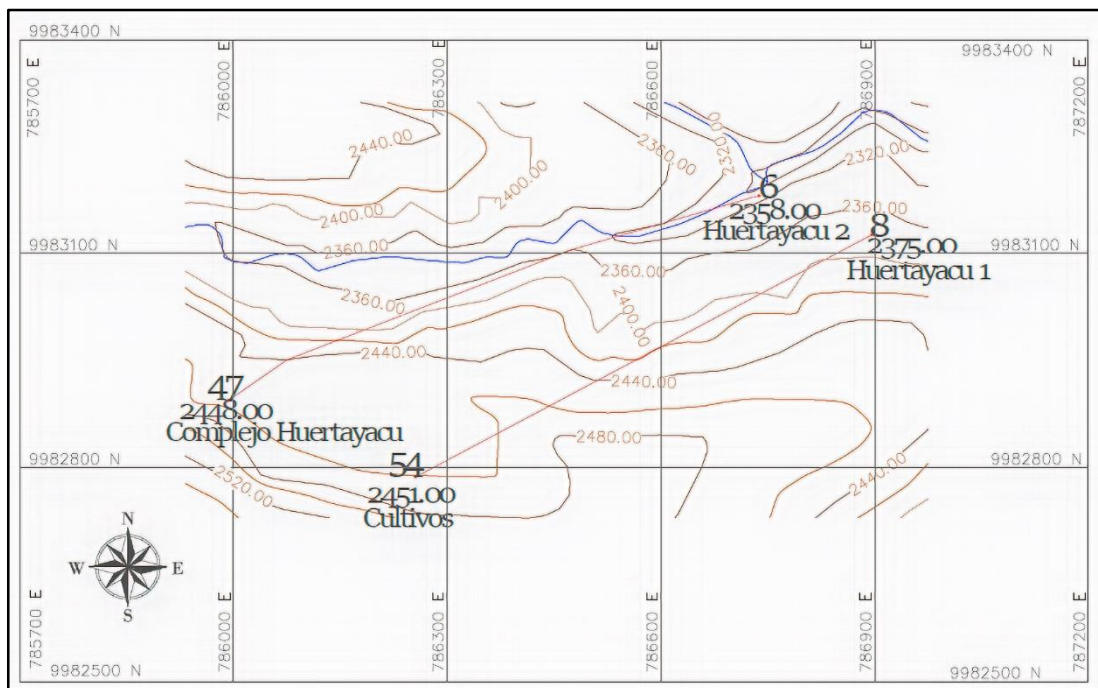 9983400 N
9983400 N
785700 E
786000 E
786300 E
786600 E
786900 E
787200 E
2440.00
2360.00
2320.00
2320.00
2400.00
2400.00
6
2358.00
Huertayacu 2
2360.00
8
2375.00
Huertayacu 1
2360.00
9983100 N
9983100 N
2360.00
2360.00
2400.00
2440.00
2440.00
47
2448.00
Complejo Huertayacu
2480.00
54
2451.00
Cultivos
9982800 N
9982800 N
2520.00
2440.00
N
W E
S
785700 E
786000 E
786300 E
786600 E
786900 E
787200 E
9982500 N
9982500 N